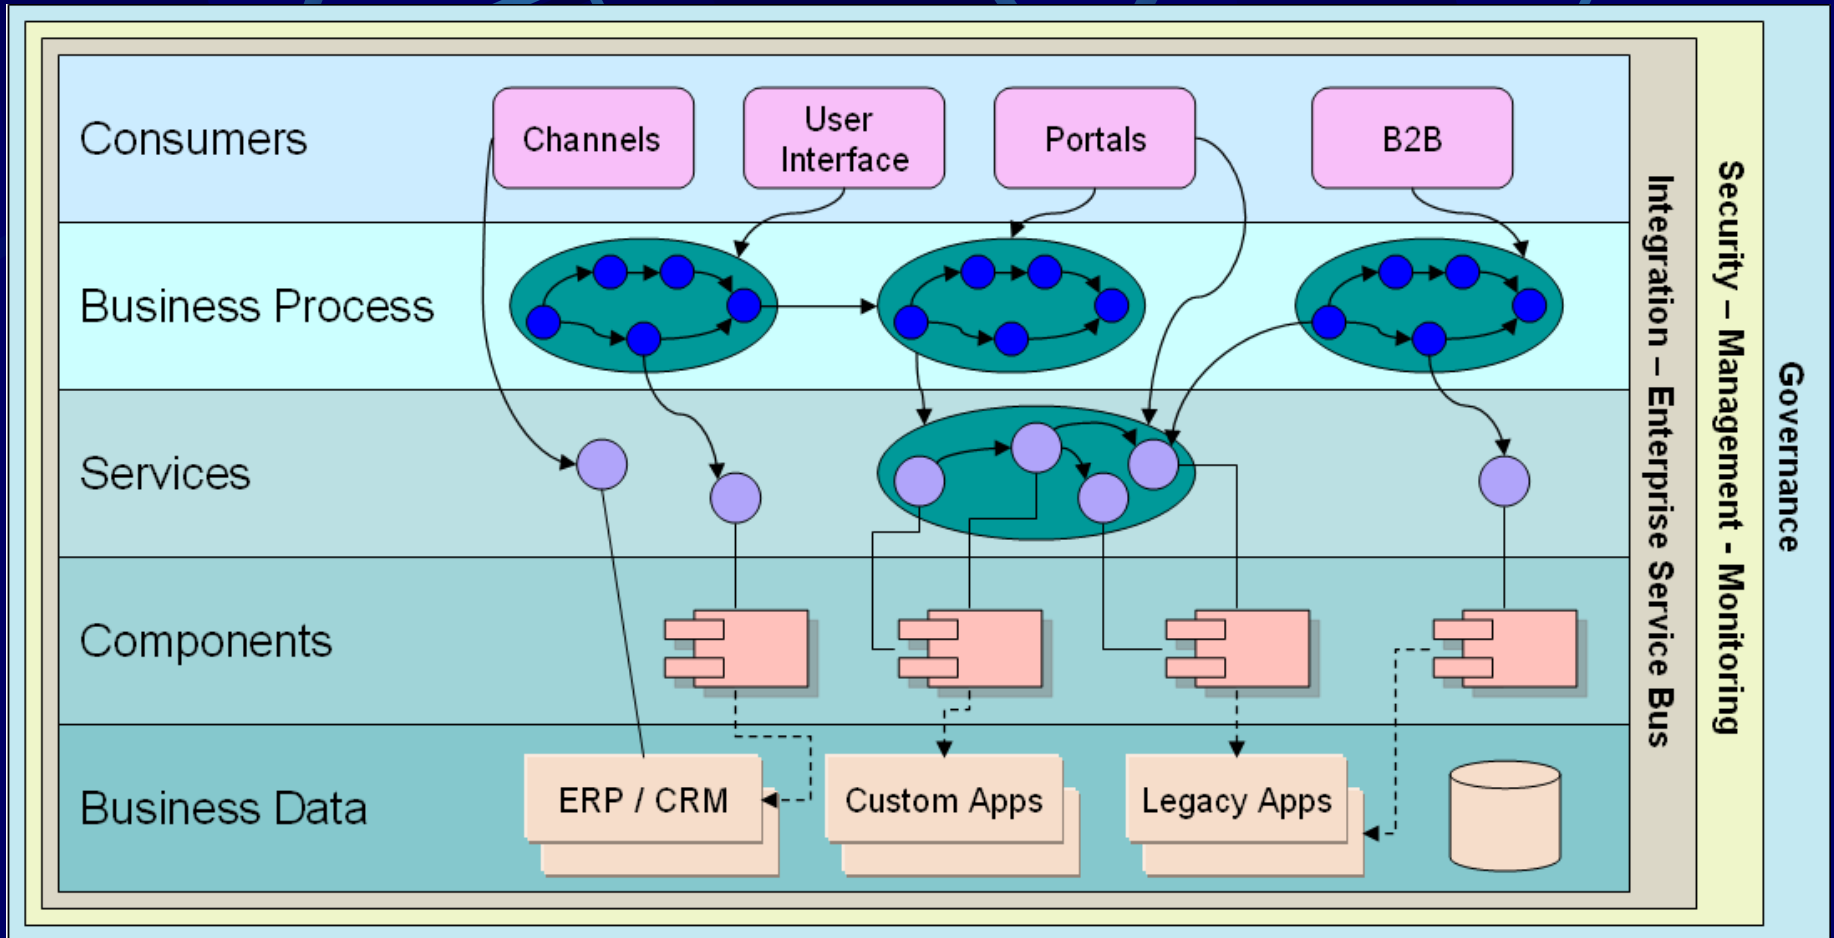 Consumers
Channels
User
Interface
Portals
B2B
Business Process
Services
Components
Business Data
ERP / CRM
Custom Apps
Legacy Apps
Integration – Enterprise Service Bus
Security – Management - Monitoring
Governance